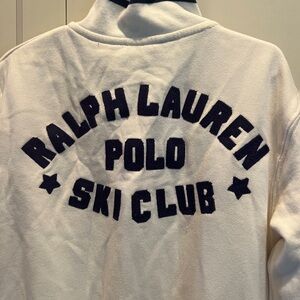 RALPH LAUREN
POLO
SKI CLUB